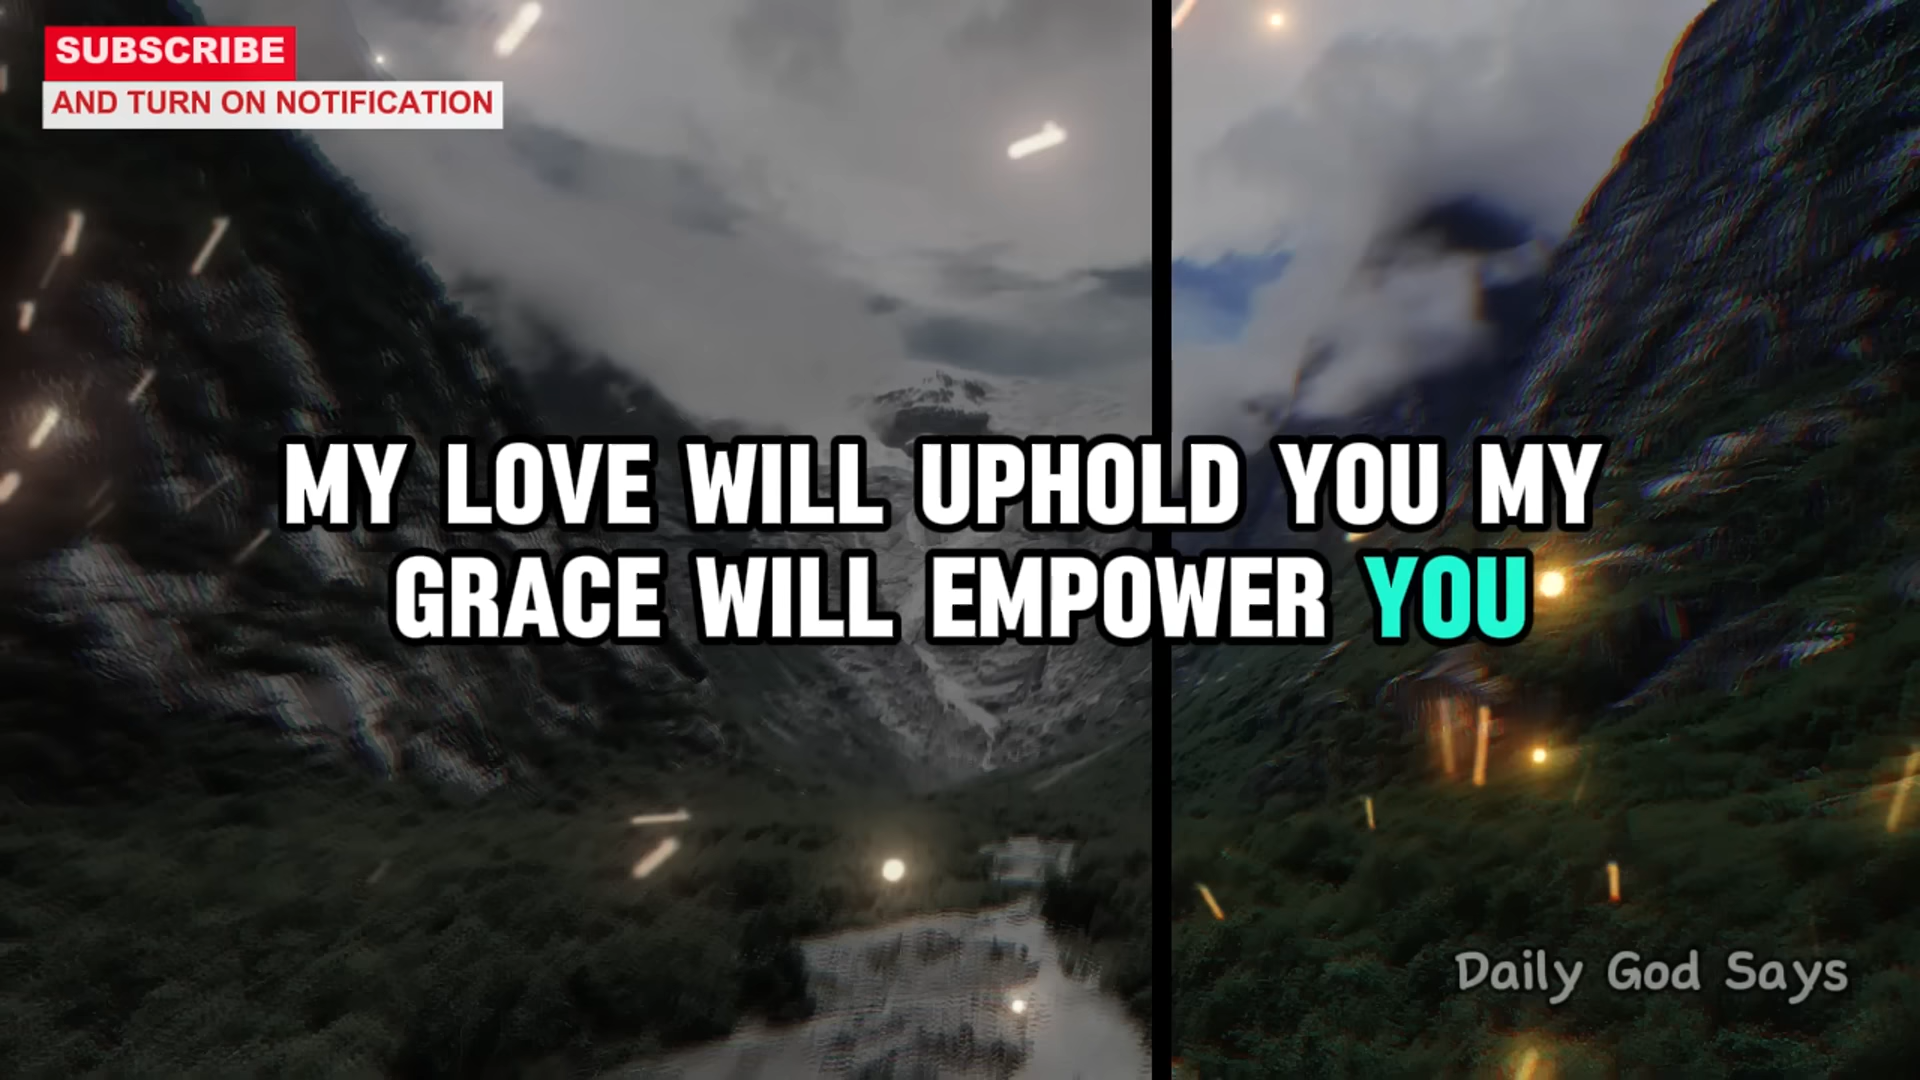 SUBSCRIBE
AND TURN ON NOTIFICATION
MY LOVE WILL UPHOLD YOU MY
GRACE WILL EMPOWER YOU
Daily God Says